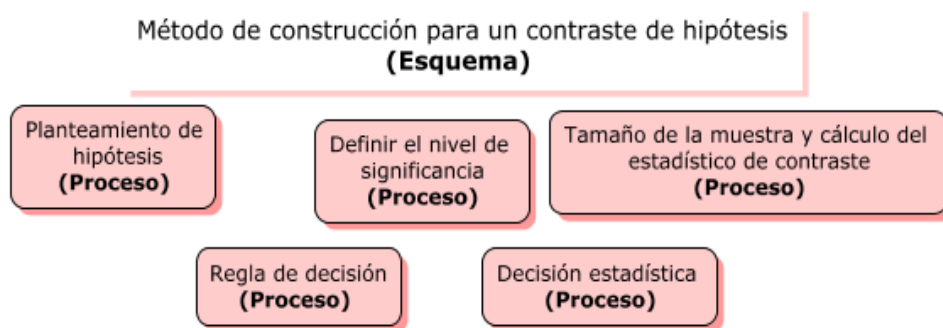 Método de construcción para un contraste de hipótesis
(Esquema)
Planteamiento de
hipótesis
(Proceso)
Definir el nivel de
significancia
(Proceso)
Tamaño de la muestra y cálculo del
estadístico de contraste
(Proceso)
Regla de decisión
(Proceso)
Decisión estadística
(Proceso)